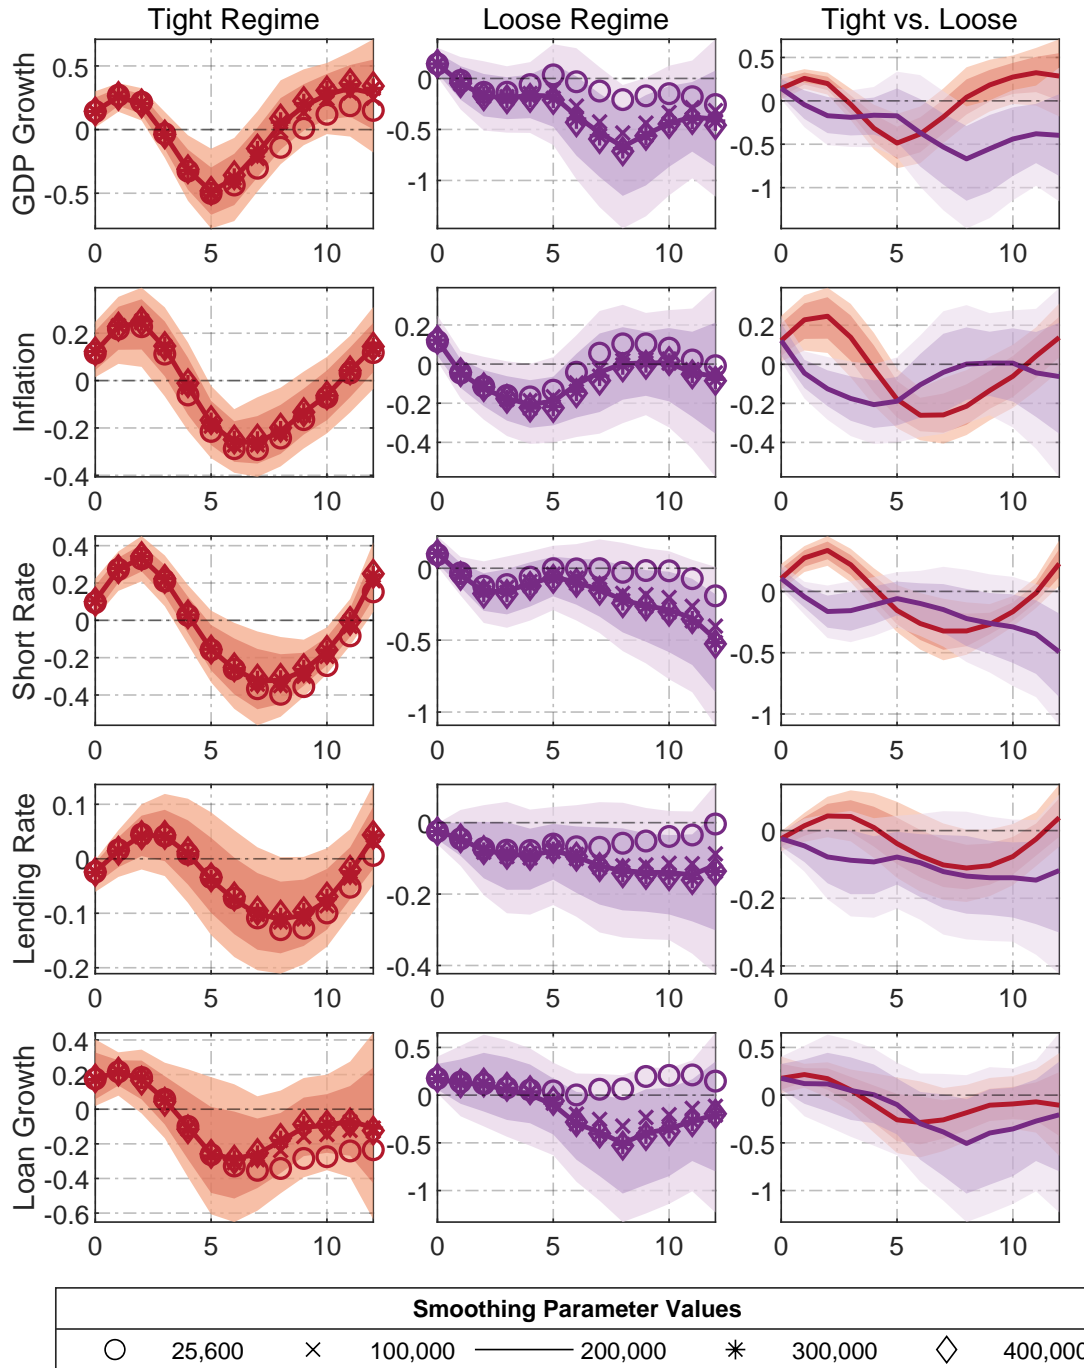 Tight Regime Loose Regime Tight vs. Loose
GDP Growth
0.5 0 -0.5
0 5 10
0 -0.5 -1
0 5 10
0.5 0 -0.5 -1
0 5 10
Inflation
0.2 0 -0.2 -0.4
0 5 10
0.2 0 -0.2 -0.4
0 5 10
0.2 0 -0.2 -0.4
0 5 10
Short Rate
0.4 0.2 0 -0.2 -0.4
0 5 10
0 -0.5 -1
0 5 10
0 -0.5 -1
0 5 10
Lending Rate
0.1 0 -0.1 -0.2
0 5 10
0 -0.2 -0.4
0 5 10
0 -0.2 -0.4
0 5 10
Loan Growth
0.4 0.2 0 -0.2 -0.4 -0.6
0 5 10
0.5 0 -0.5 -1
0 5 10
0.5 0 -0.5 -1
0 5 10
Smoothing Parameter Values
25,600 100,000 200,000 300,000 400,000